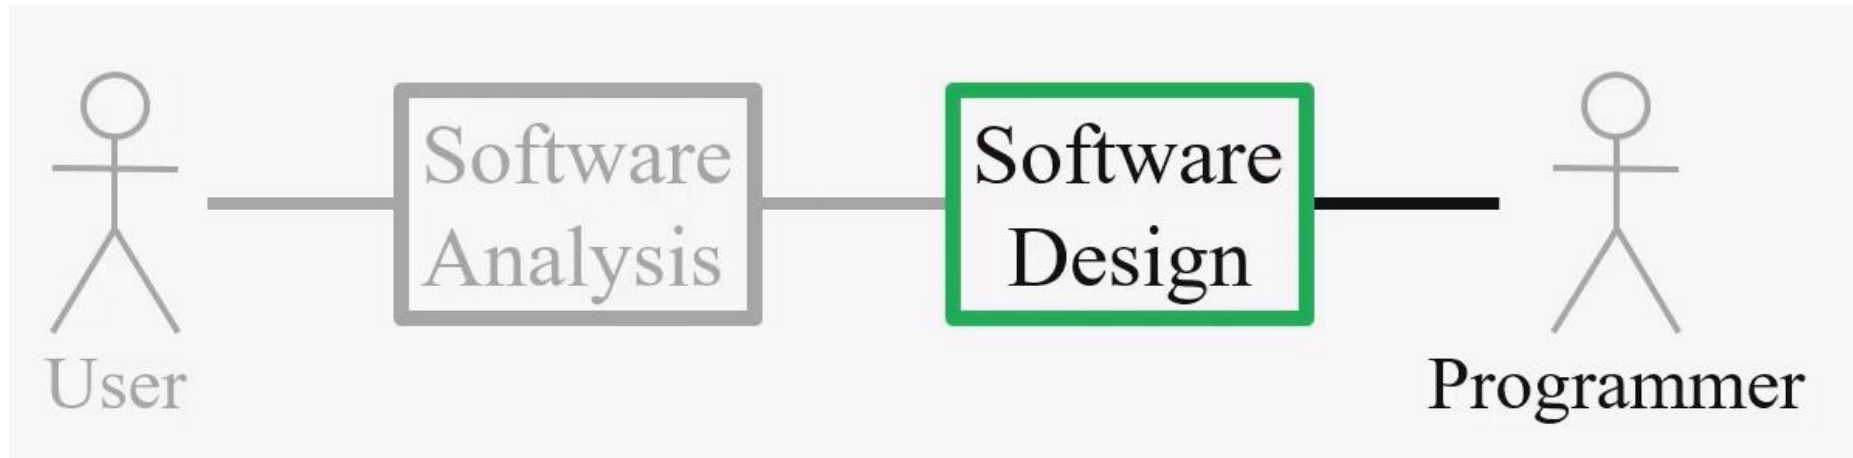 Software
Analysis
Software
Design
User
Programmer